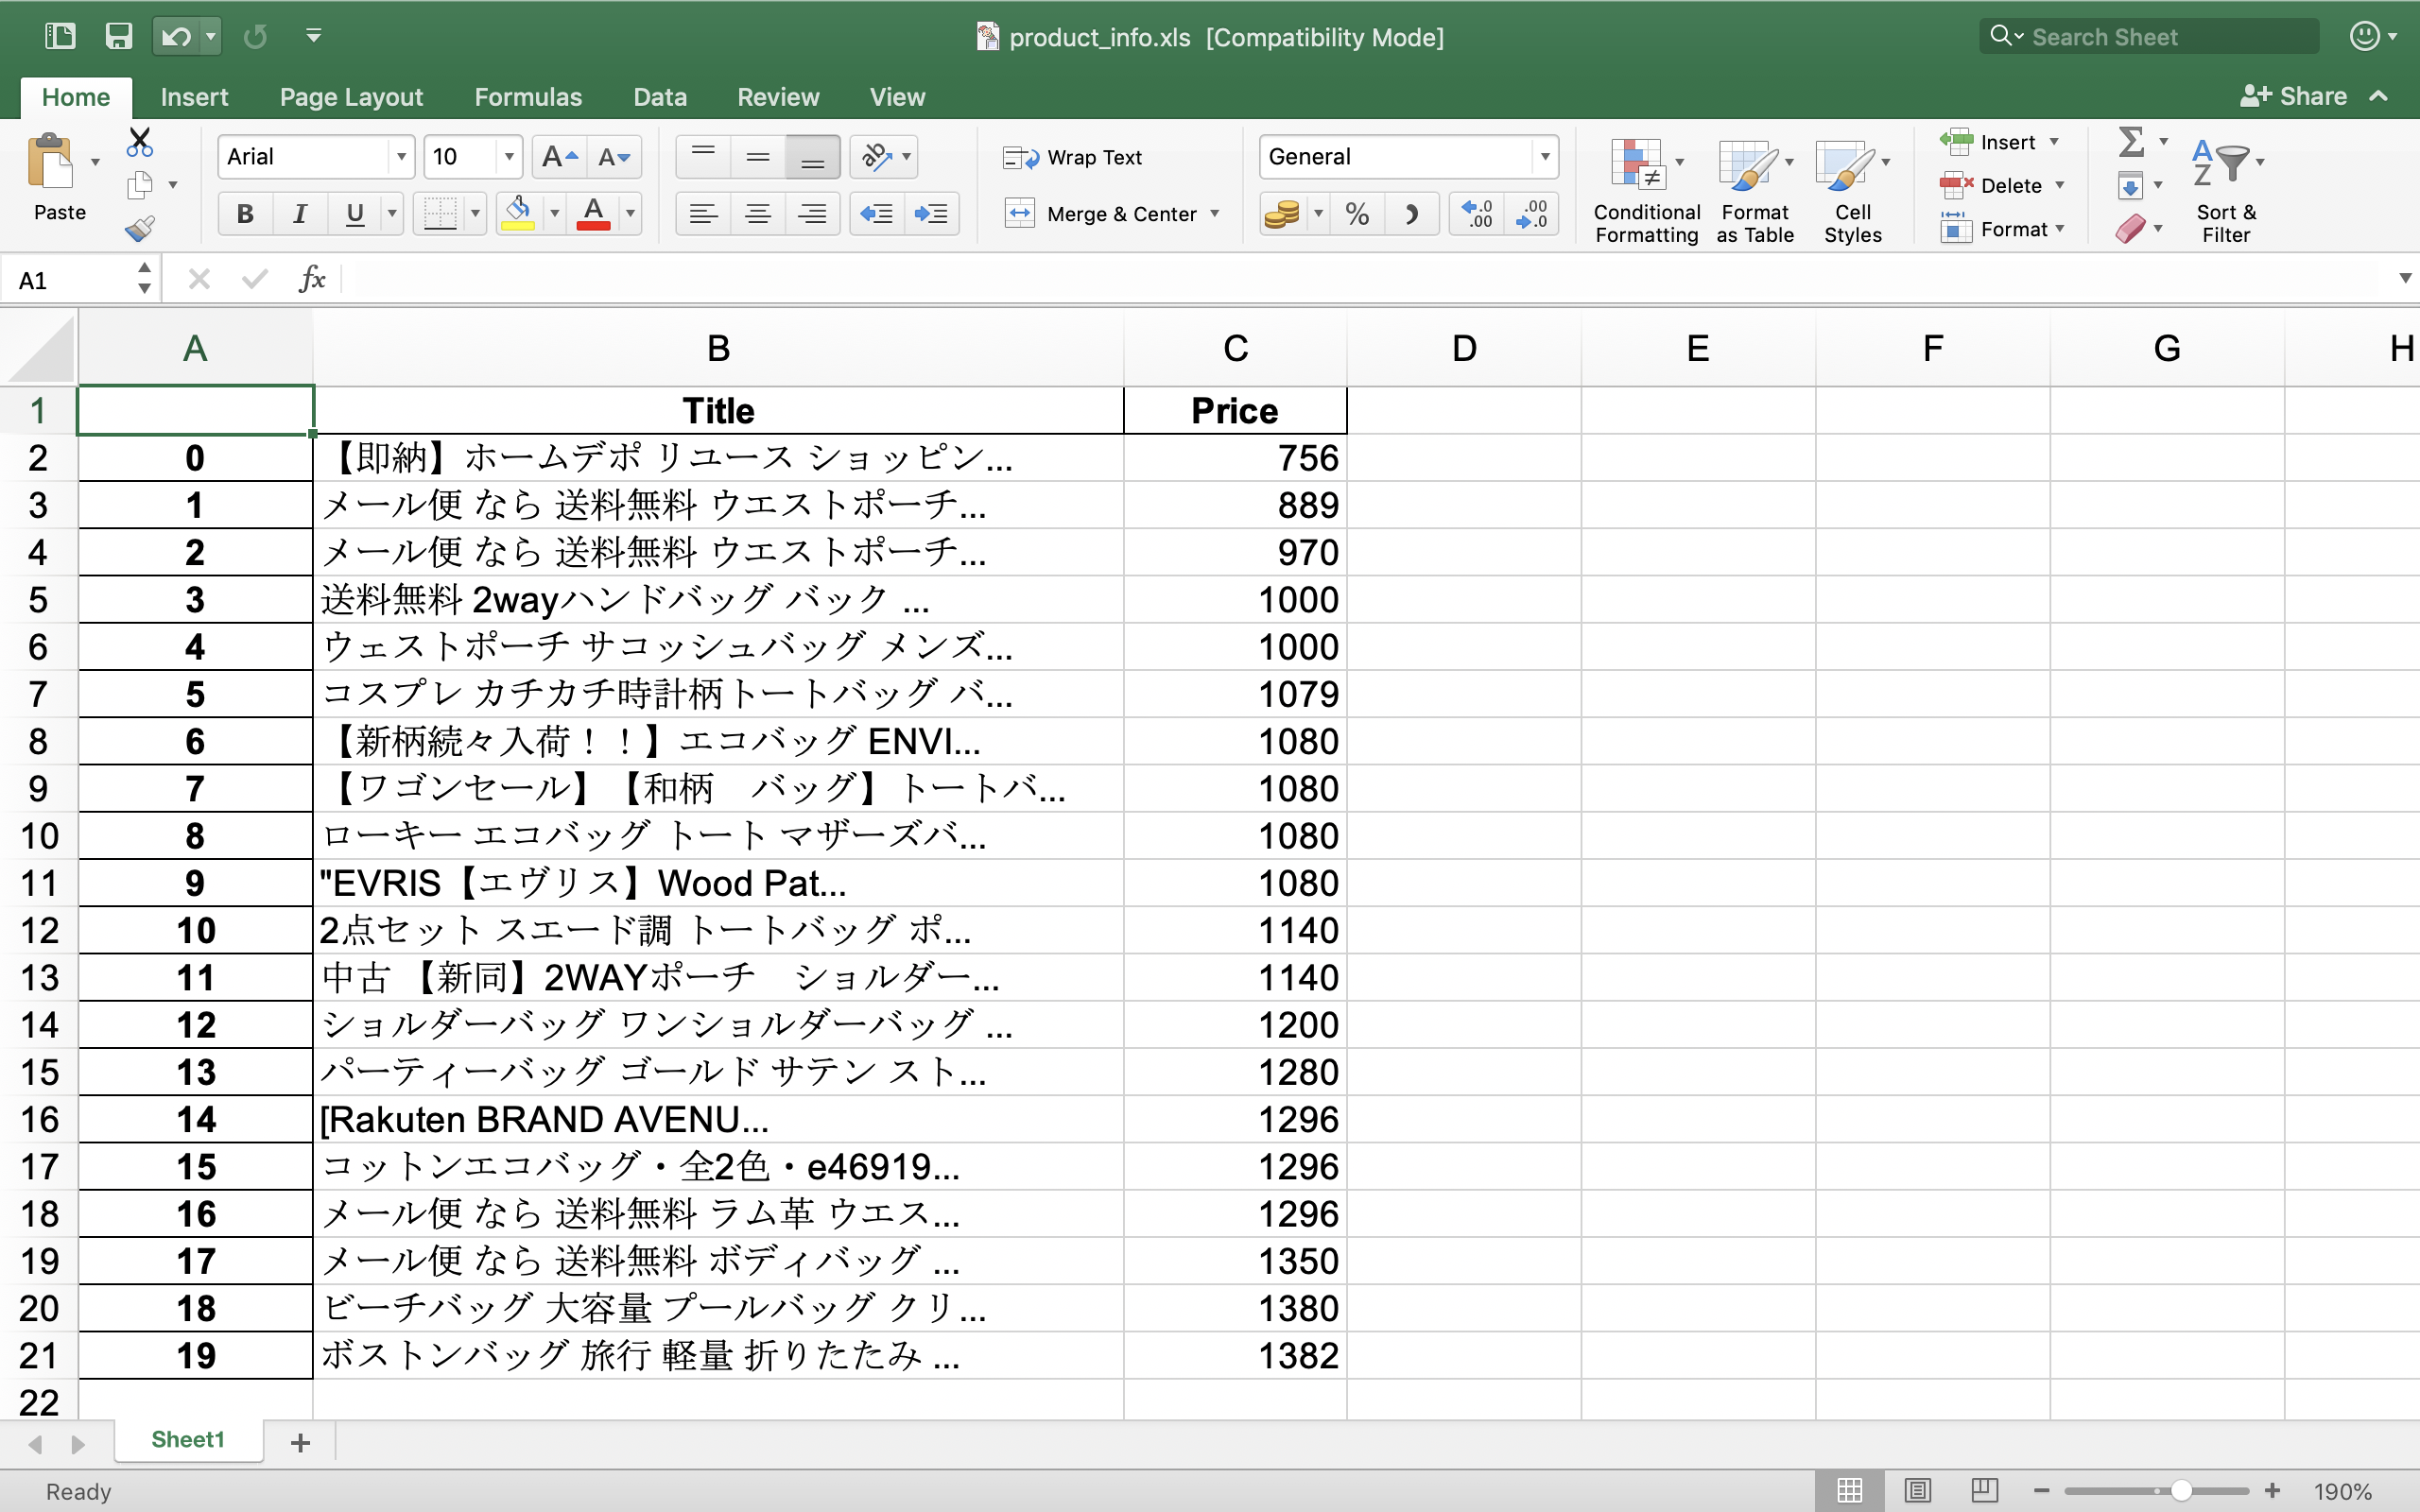 product_info.xls [Compatibility Mode]
Search Sheet
Home Insert Page Layout Formulas Data Review View
Share
Paste
Arial 10
Wrap Text
Merge & Center
General
Conditional Formatting
Format as Table
Cell Styles
Insert
Delete
Format
Sort & Filter
A1 fx
A B C D E F G H
1 Title Price
2 0 【即納】ホームデポ リユース ショッピン... 756
3 1 メール便 なら 送料無料 ウエストポーチ... 889
4 2 メール便 なら 送料無料 ウエストポーチ... 970
5 3 送料無料 2wayハンドバッグ バック ... 1000
6 4 ウェストポーチ サコッシュバッグ メンズ... 1000
7 5 コスプレ カチカチ時計柄トートバッグ バ... 1079
8 6 【新柄続々入荷！！】エコバッグ ENVI... 1080
9 7 【ワゴンセール】【和柄　バッグ】トートバ... 1080
10 8 ローキー エコバッグ トート マザーズバ... 1080
11 9 "EVRIS【エヴリス】Wood Pat... 1080
12 10 2点セット スエード調 トートバッグ ポ... 1140
13 11 中古 【新同】2WAYポーチ　ショルダー... 1140
14 12 ショルダーバッグ ワンショルダーバッグ ... 1200
15 13 パーティーバッグ ゴールド サテン スト... 1280
16 14 [Rakuten BRAND AVENU... 1296
17 15 コットンエコバッグ・全2色・e46919... 1296
18 16 メール便 なら 送料無料 ラム革 ウエス... 1296
19 17 メール便 なら 送料無料 ボディバッグ ... 1350
20 18 ビーチバッグ 大容量 プールバッグ クリ... 1380
21 19 ボストンバッグ 旅行 軽量 折りたたみ ... 1382
22
Sheet1
Ready 190%